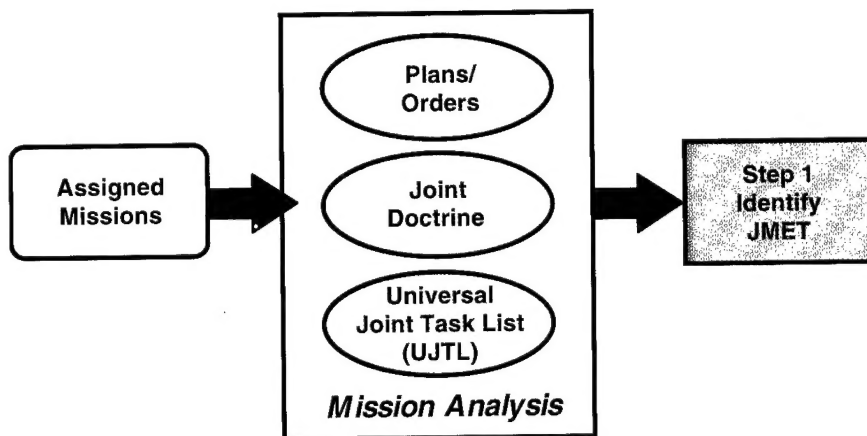 Assigned
Missions
Plans/
Orders
Joint
Doctrine
Universal
Joint Task List
(UJTL)
Mission Analysis
Step 1
Identify
JMET